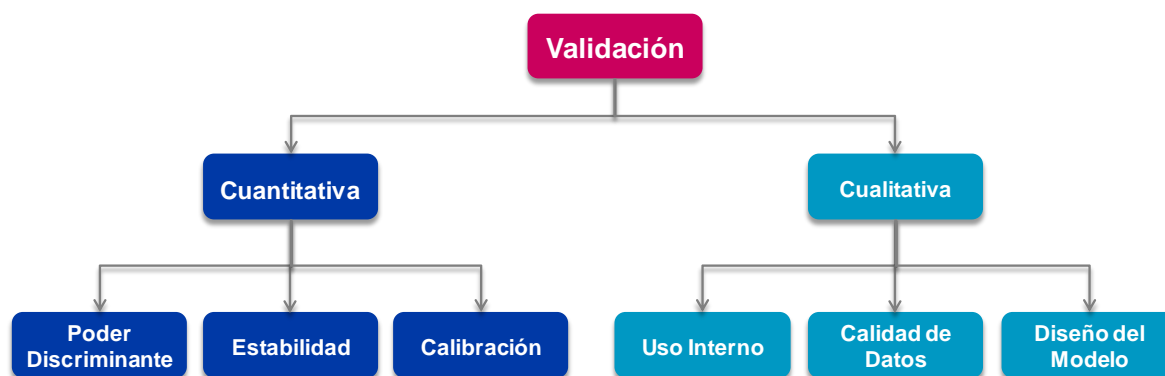 Validación
Cuantitativa
Cualitativa
Poder
Discriminante
Estabilidad
Calibración
Uso Interno
Calidad de
Datos
Diseño del
Modelo